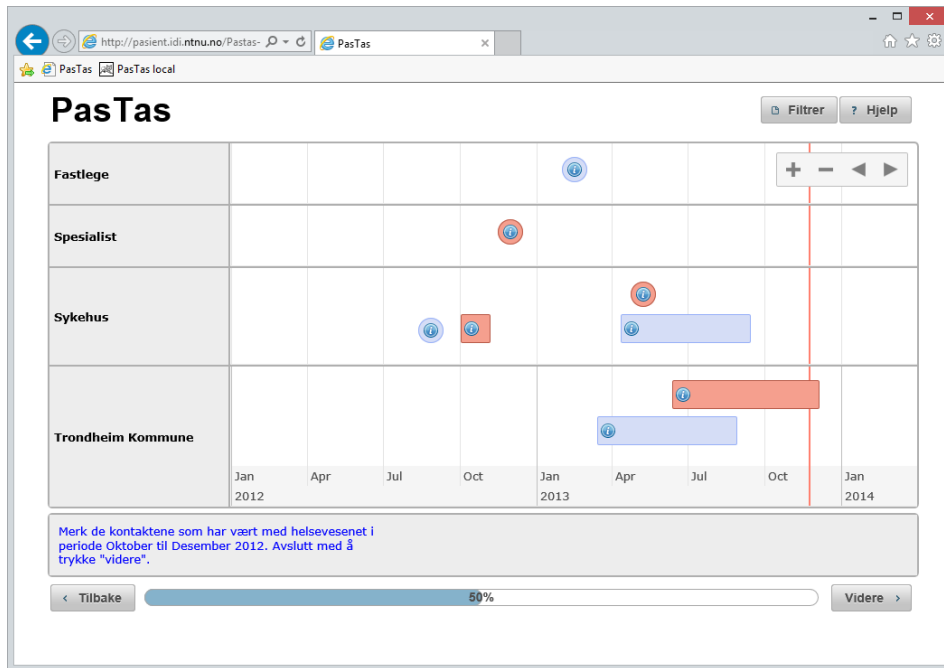 http://pasient.idi.ntnu.no/Pastas-
PasTas
PasTas
PasTas local
PasTas
Filtrer
? Hjelp
Fastlege
Spesialist
Sykehus
Trondheim Kommune
Jan Apr Jul Oct Jan Apr Jul Oct Jan
2012 2013 2014
Merk de kontaktene som har vært med helsevesenet i
periode Oktober til Desember 2012. Avslutt med å
trykke "videre".
‹ Tilbake
50%
Videre ›